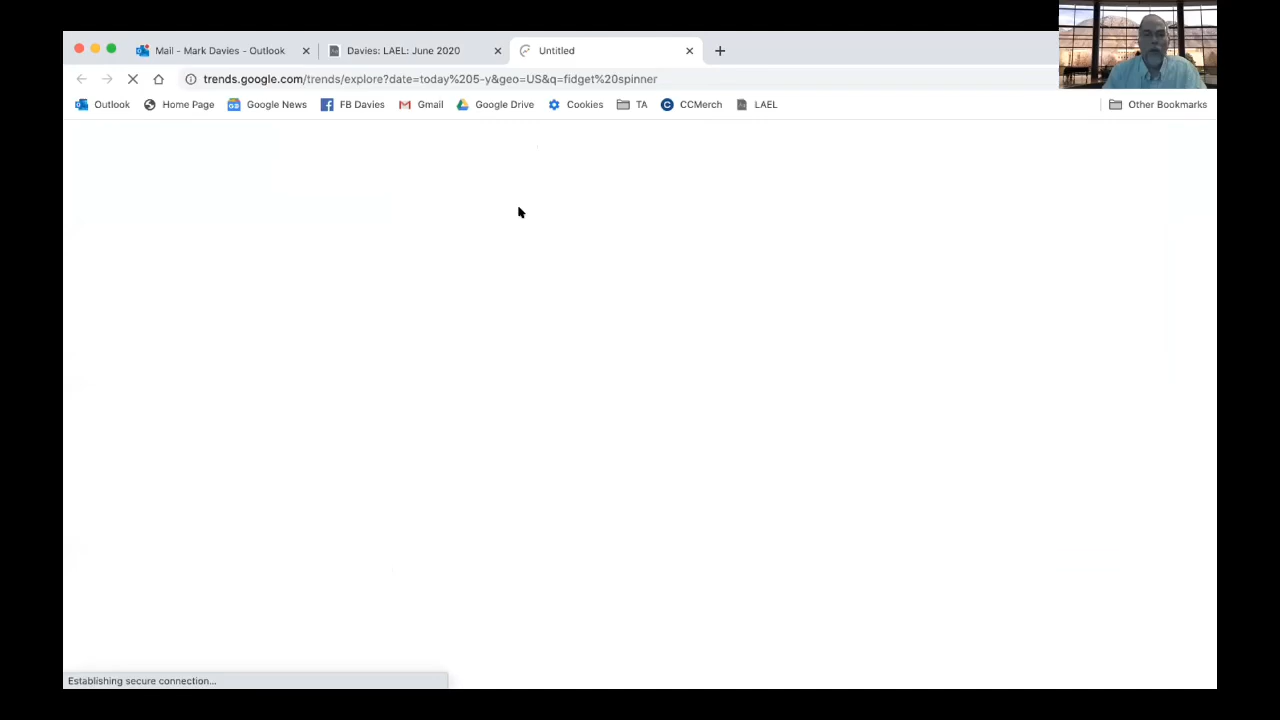 Mail - Mark Davies - Outlook
Davies: LAEL: June 2020
Untitled
trends.google.com/trends/explore?date=today%205-y&geo=US&q=fidget%20spinner
Outlook
Home Page
Google News
FB Davies
Gmail
Google Drive
Cookies
TA
CCMerch
LAEL
Other Bookmarks
Establishing secure connection...